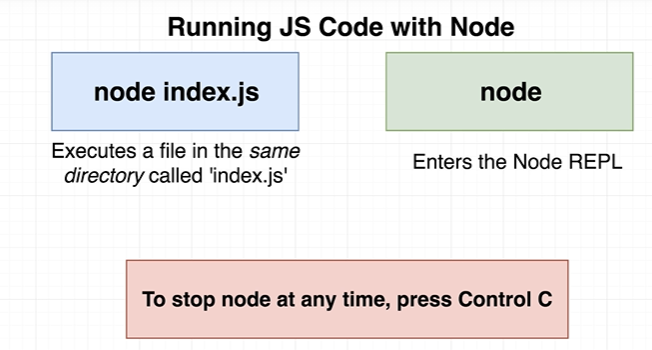 Running JS Code with Node
node index.js
node
Executes a file in the same
directory called 'index.js'
Enters the Node REPL
To stop node at any time, press Control C